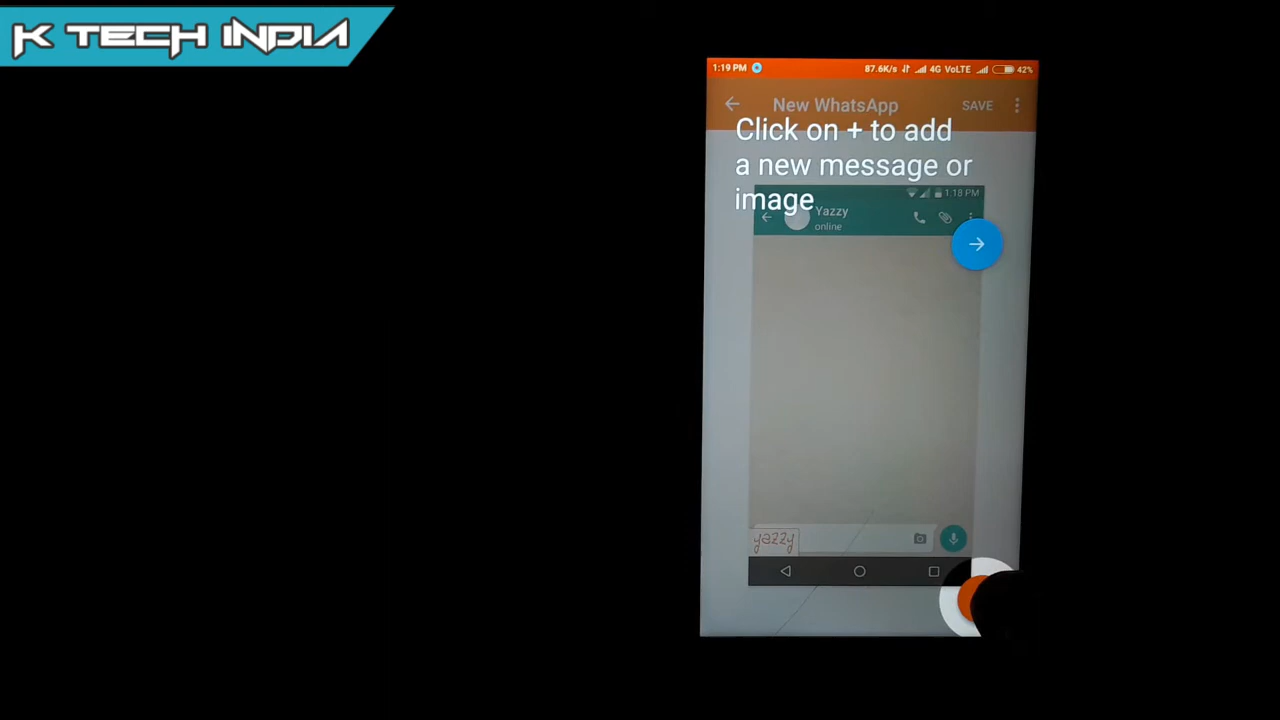 K TECH INDIA
1:19 PM 87.6K/s 4G VoLTE 42%
New WhatsApp SAVE
Click on + to add
a new message or
image
1:18 PM
Yazzy
online
yazzy